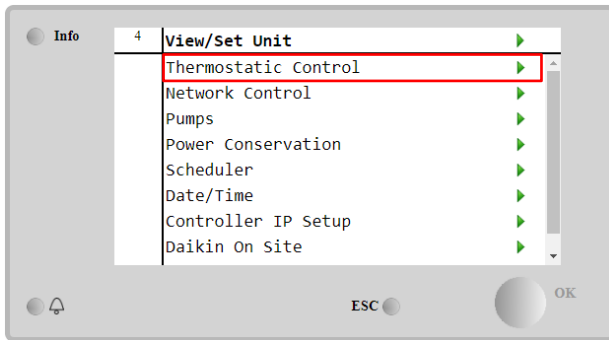 Info
4 View/Set Unit
Thermostatic Control
Network Control
Pumps
Power Conservation
Scheduler
Date/Time
Controller IP Setup
Daikin On Site
ESC
OK